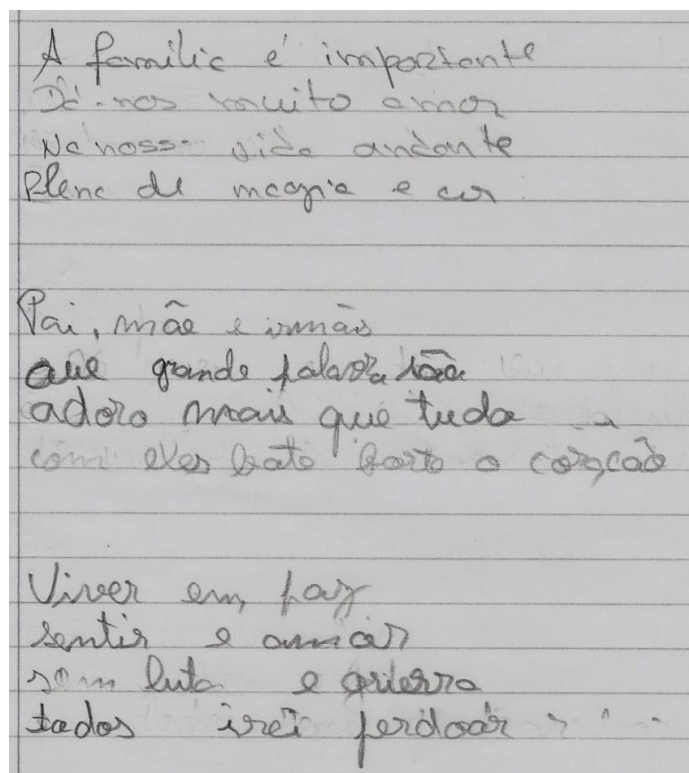 A família é importante
Dá-nos muito amor
Na nossa vida andante
Plena de magia e cor
Pai, mãe e irmãs
que grande palavra são
adoro mais que tudo
com eles bate forte o coração
Viver em paz
sentir e amar
sem luta e guerra
todos irei perdoar